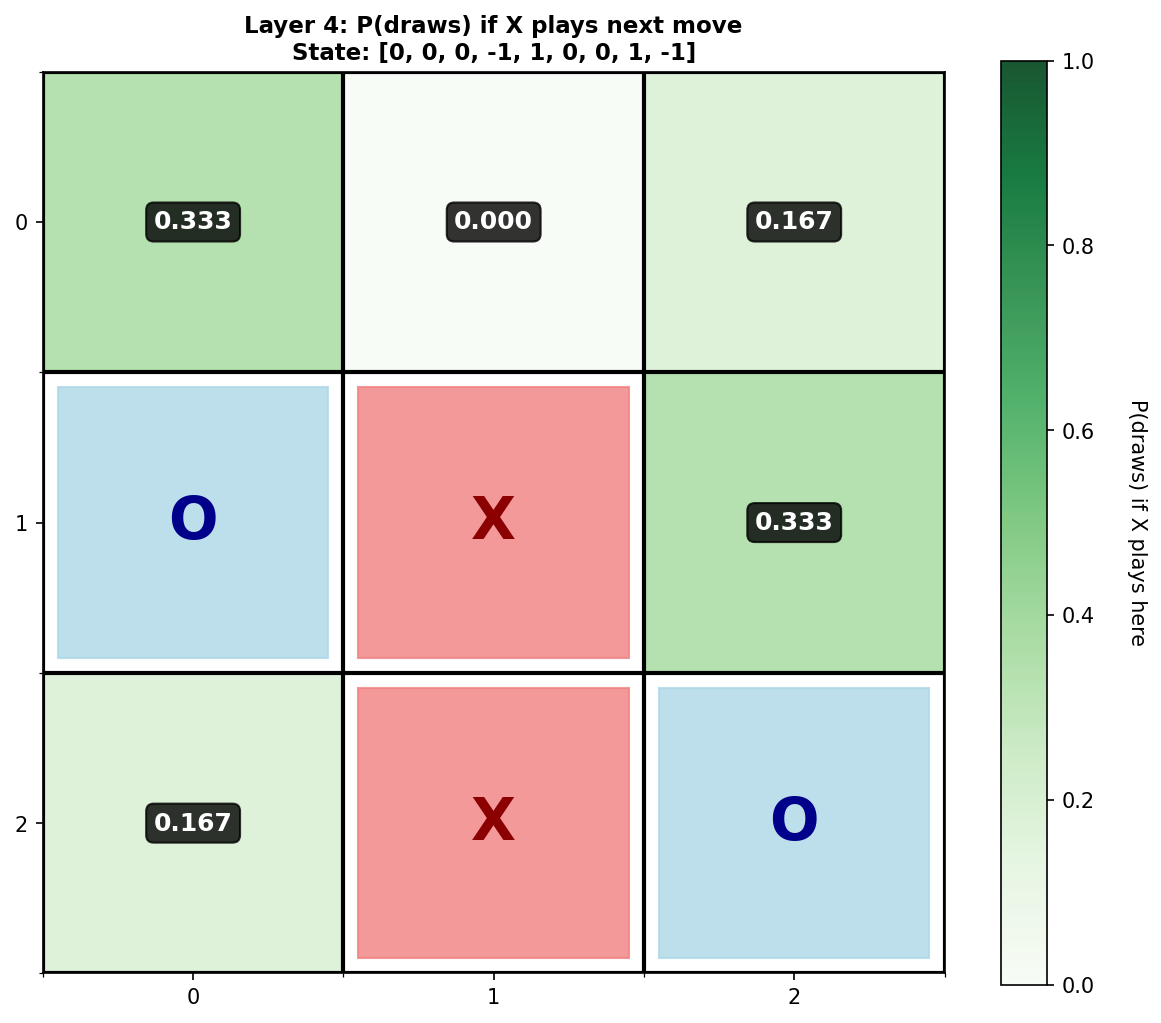 Layer 4: P(draws) if X plays next move
State: [0, 0, 0, -1, 1, 0, 0, 1, -1]
0
0.333
0.000
0.167
1
O
X
0.333
2
0.167
X
O
0
1
2
1.0
0.8
0.6
0.4
0.2
0.0
P(draws) if X plays here